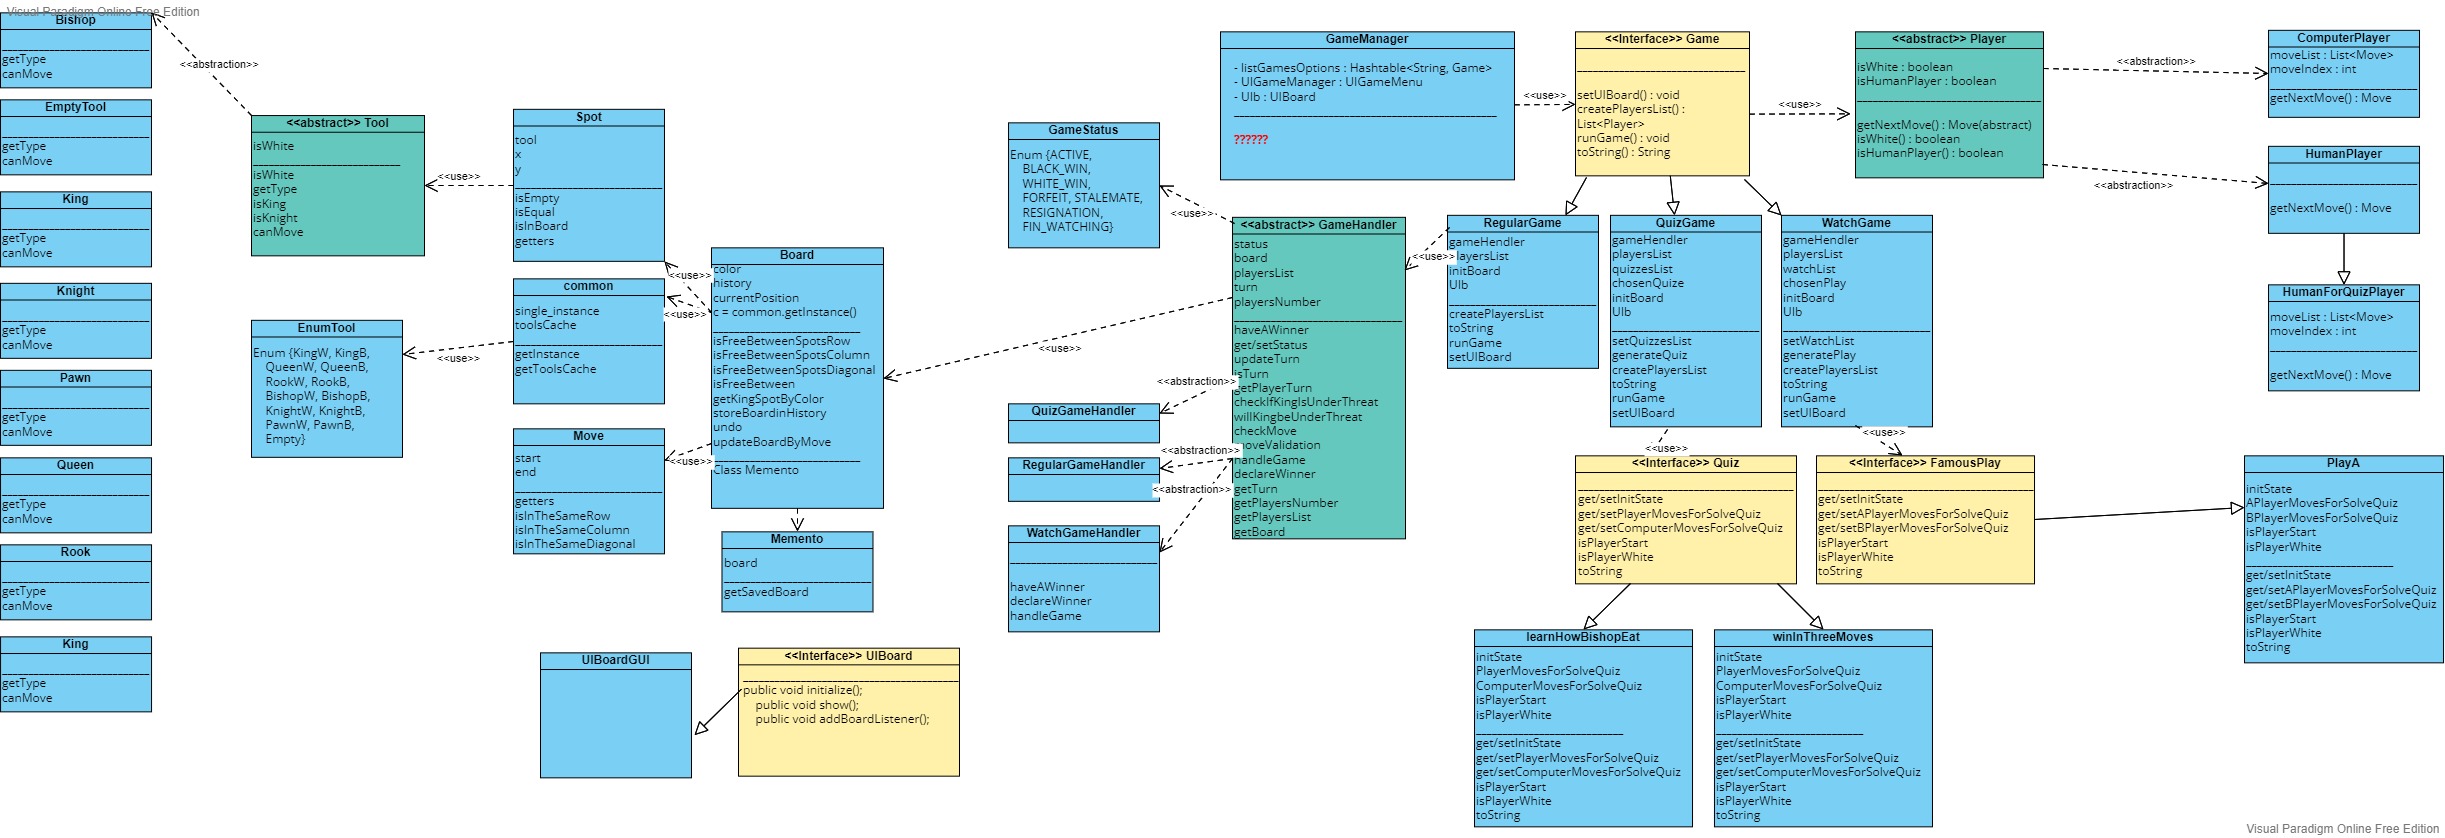 Visual Paradigm Online Free Edition
Bishop
getType
canMove
EmptyTool
getType
canMove
King
getType
canMove
Knight
getType
canMove
Pawn
getType
canMove
Queen
getType
canMove
Rook
getType
canMove
King
getType
canMove
<<abstraction>>
<<abstract>> Tool
isWhite
isWhite
getType
isKing
isKnight
canMove
<<use>>
EnumTool
Enum {KingW, KingB,
QueenW, QueenB,
RookW, RookB,
BishopW, BishopB,
KnightW, KnightB,
PawnW, PawnB,
Empty}
<<use>>
Spot
tool
x
y
isEmpty
isEqual
isInBoard
getters
common
single_instance
toolsCache
getInstance
getToolsCache
Move
start
end
getters
isInTheSameRow
isInTheSameColumn
isInTheSameDiagonal
<<use>>
<<use>>
<<use>>
Board
color
history
currentPosition
c = common.getInstance()
isFreeBetweenSpotsRow
isFreeBetweenSpotsColumn
isFreeBetweenSpotsDiagonal
isFreeBetween
getKingSpotByColor
storeBoardinHistory
undo
updateBoardByMove
Class Memento
Memento
board
getSavedBoard
UIBoardGUI
<<Interface>> UIBoard
public void initialize();
public void show();
public void addBoardListener();
<<use>>
GameStatus
Enum {ACTIVE,
BLACK_WIN,
WHITE_WIN,
FORFEIT, STALEMATE,
RESIGNATION,
FIN_WATCHING}
<<use>>
QuizGameHandler
RegularGameHandler
WatchGameHandler
haveAWinner
declareWinner
handleGame
<<abstraction>>
<<abstraction>>
<<abstraction>>
<<abstract>> GameHandler
status
board
playersList
turn
playersNumber
haveAWinner
get/setStatus
updateTurn
isTurn
getPlayerTurn
checkIfKingIsUnderThreat
willKingbeUnderThreat
checkMove
moveValidation
handleGame
declareWinner
getTurn
getPlayersNumber
getPlayersList
getBoard
GameManager
- listGamesOptions : Hashtable<String, Game>
- UIGameManager : UIGameMenu
- UIb : UIBoard
??????
<<use>>
<<Interface>> Game
setUIBoard() : void
createPlayersList() :
List<Player>
runGame() : void
toString() : String
<<use>>
<<abstract>> Player
isWhite : boolean
isHumanPlayer : boolean
getNextMove() : Move(abstract)
isWhite() : boolean
isHumanPlayer() : boolean
<<abstraction>>
<<abstraction>>
ComputerPlayer
moveList : List<Move>
moveIndex : int
getNextMove() : Move
HumanPlayer
getNextMove() : Move
HumanForQuizPlayer
moveList : List<Move>
moveIndex : int
getNextMove() : Move
<<use>>
RegularGame
gameHendler
playersList
initBoard
UIb
createPlayersList
toString
runGame
setUIBoard
QuizGame
gameHendler
playersList
quizzesList
chosenQuize
initBoard
UIb
setQuizzesList
generateQuiz
createPlayersList
toString
runGame
setUIBoard
WatchGame
gameHendler
playersList
watchList
chosenPlay
initBoard
UIb
setWatchList
generatePlay
createPlayersList
toString
runGame
setUIBoard
<<use>>
<<use>>
<<Interface>> Quiz
get/setInitState
get/setPlayerMovesForSolveQuiz
get/setComputerMovesForSolveQuiz
isPlayerStart
isPlayerWhite
toString
<<Interface>> FamousPlay
get/setInitState
get/setAPlayerMovesForSolveQuiz
get/setBPlayerMovesForSolveQuiz
isPlayerStart
isPlayerWhite
toString
PlayA
initState
APlayerMovesForSolveQuiz
BPlayerMovesForSolveQuiz
isPlayerStart
isPlayerWhite
get/setInitState
get/setAPlayerMovesForSolveQuiz
get/setBPlayerMovesForSolveQuiz
isPlayerStart
isPlayerWhite
toString
learnHowBishopEat
initState
PlayerMovesForSolveQuiz
ComputerMovesForSolveQuiz
isPlayerStart
isPlayerWhite
get/setInitState
get/setPlayerMovesForSolveQuiz
get/setComputerMovesForSolveQuiz
isPlayerStart
isPlayerWhite
toString
winInThreeMoves
initState
PlayerMovesForSolveQuiz
ComputerMovesForSolveQuiz
isPlayerStart
isPlayerWhite
get/setInitState
get/setPlayerMovesForSolveQuiz
get/setComputerMovesForSolveQuiz
isPlayerStart
isPlayerWhite
toString
Visual Paradigm Online Free Edition